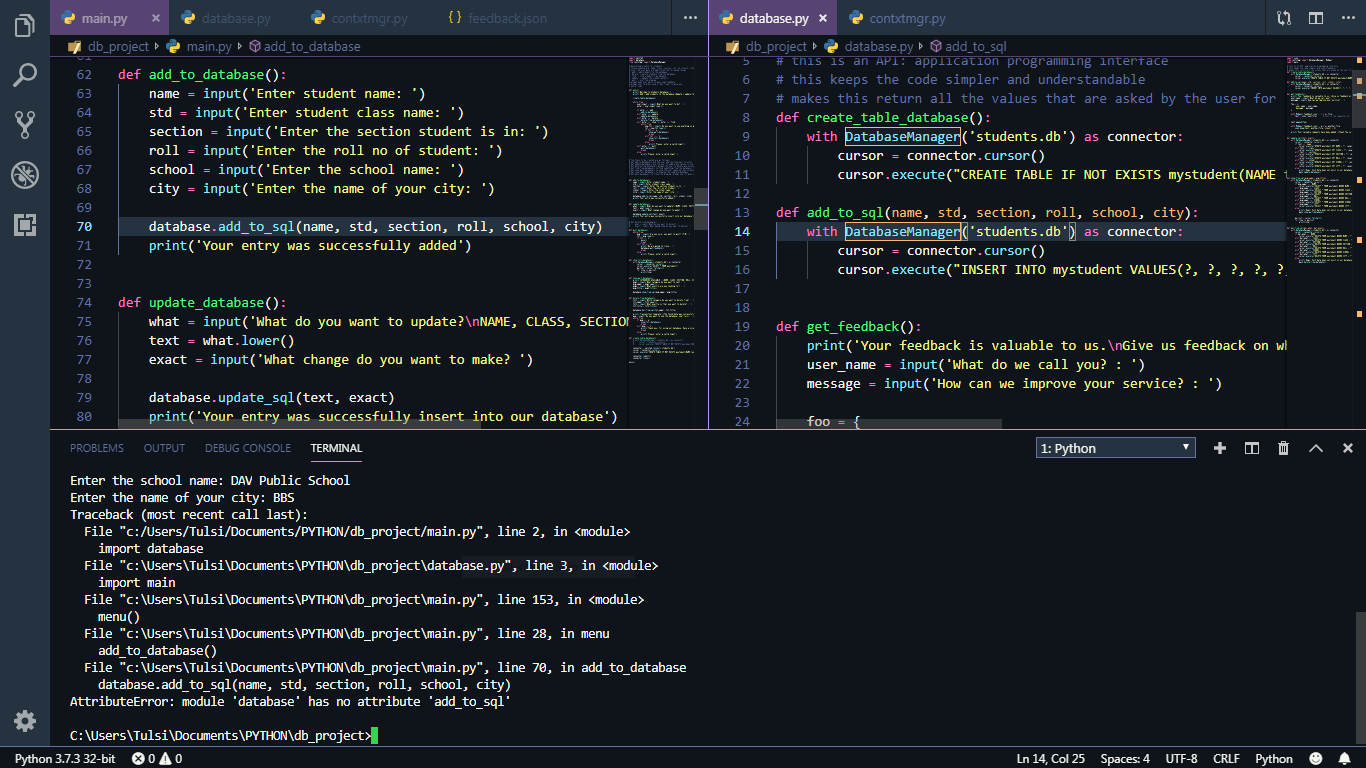 main.py × database.py contxtmgr.py {} feedback.json ···
db_project > main.py > add_to_database
61
62 def add_to_database():
63 name = input('Enter student name: ')
64 std = input('Enter student class name: ')
65 section = input('Enter the section student is in: ')
66 roll = input('Enter the roll no of student: ')
67 school = input('Enter the school name: ')
68 city = input('Enter the name of your city: ')
69
70 database.add_to_sql(name, std, section, roll, school, city)
71 print('Your entry was successfully added')
72
73
74 def update_database():
75 what = input('What do you want to update?\nNAME, CLASS, SECTION
76 text = what.lower()
77 exact = input('What change do you want to make? ')
78
79 database.update_sql(text, exact)
80 print('Your entry was successfully insert into our database')
database.py × contxtmgr.py ···
db_project > database.py > add_to_sql
5 # this is an API: application programming interface
6 # this keeps the code simpler and understandable
7 # makes this return all the values that are asked by the user for
8 def create_table_database():
9 with DatabaseManager('students.db') as connector:
10 cursor = connector.cursor()
11 cursor.execute("CREATE TABLE IF NOT EXISTS mystudent(NAME
12
13 def add_to_sql(name, std, section, roll, school, city):
14 with DatabaseManager('students.db') as connector:
15 cursor = connector.cursor()
16 cursor.execute("INSERT INTO mystudent VALUES(?, ?, ?, ?, ?,
17
18
19 def get_feedback():
20 print('Your feedback is valuable to us.\nGive us feedback on
21 user_name = input('What do we call you? : ')
22 message = input('How can we improve your service? : ')
23
24 foo = {
PROBLEMS OUTPUT DEBUG CONSOLE TERMINAL 1: Python
Enter the school name: DAV Public School
Enter the name of your city: BBS
Traceback (most recent call last):
File "c:/Users/Tulsi/Documents/PYTHON/db_project/main.py", line 2, in <module>
import database
File "c:\Users\Tulsi\Documents\PYTHON\db_project\database.py", line 3, in <module>
import main
File "c:\Users\Tulsi\Documents\PYTHON\db_project\main.py", line 153, in <module>
menu()
File "c:\Users\Tulsi\Documents\PYTHON\db_project\main.py", line 28, in menu
add_to_database()
File "c:\Users\Tulsi\Documents\PYTHON\db_project\main.py", line 70, in add_to_database
database.add_to_sql(name, std, section, roll, school, city)
AttributeError: module 'database' has no attribute 'add_to_sql'
C:\Users\Tulsi\Documents\PYTHON\db_project>
Python 3.7.3 32-bit 0 0 Ln 14, Col 25 Spaces: 4 UTF-8 CRLF Python